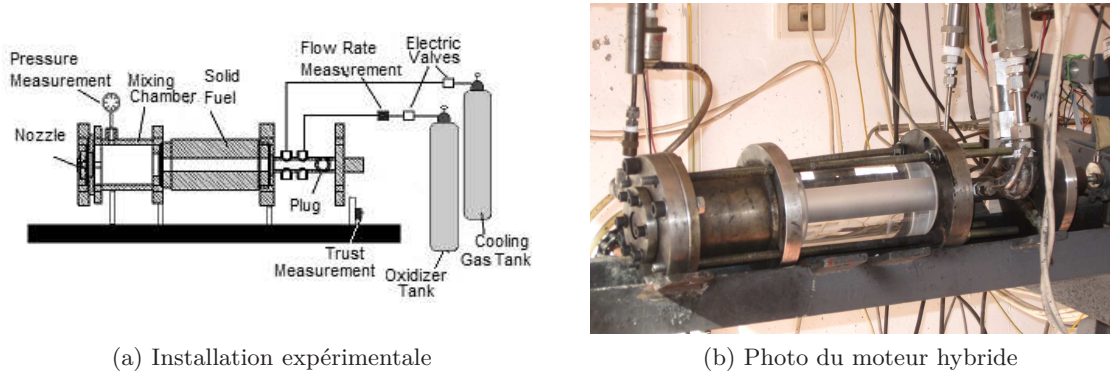 Pressure
Measurement
Mixing
Chamber
Solid
Fuel
Flow Rate
Measurement
Electric
Valves
Nozzle
Plug
Trust
Measurement
Oxidizer
Tank
Cooling
Gas Tank
(a) Installation expérimentale
(b) Photo du moteur hybride